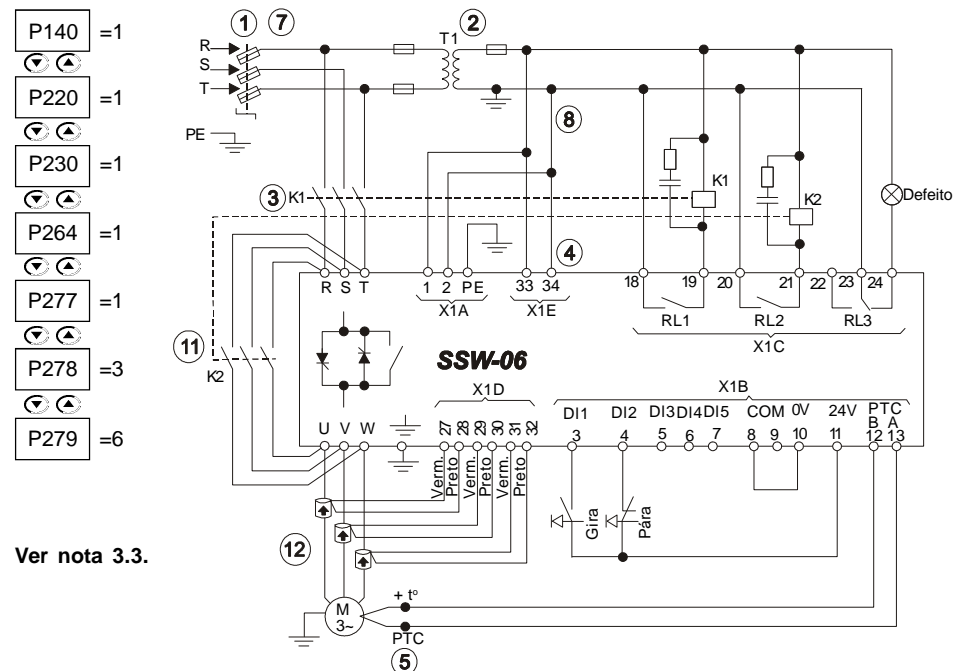 P140 =1
P220 =1
P230 =1
P264 =1
P277 =1
P278 =3
P279 =6
Ver nota 3.3.
1 7 T1 2
R
S
T
PE
8
3 K1
K1
K2
Defeito
4
R S T
1 2 PE
X1A
33 34
X1E
18 19 20 21 22 23 24
RL1 RL2 RL3
X1C
11
K2
SSW-06
X1D
X1B
U V W
27 28 29 30 31 32
DI1 DI2 DI3 DI4 DI5 COM 0V 24V PTC
B A
3 4 5 6 7 8 9 10 11 12 13
Verm. Preto Verm. Preto Verm. Preto
Gira
Pára
12
M
3~
+ tº
PTC
5